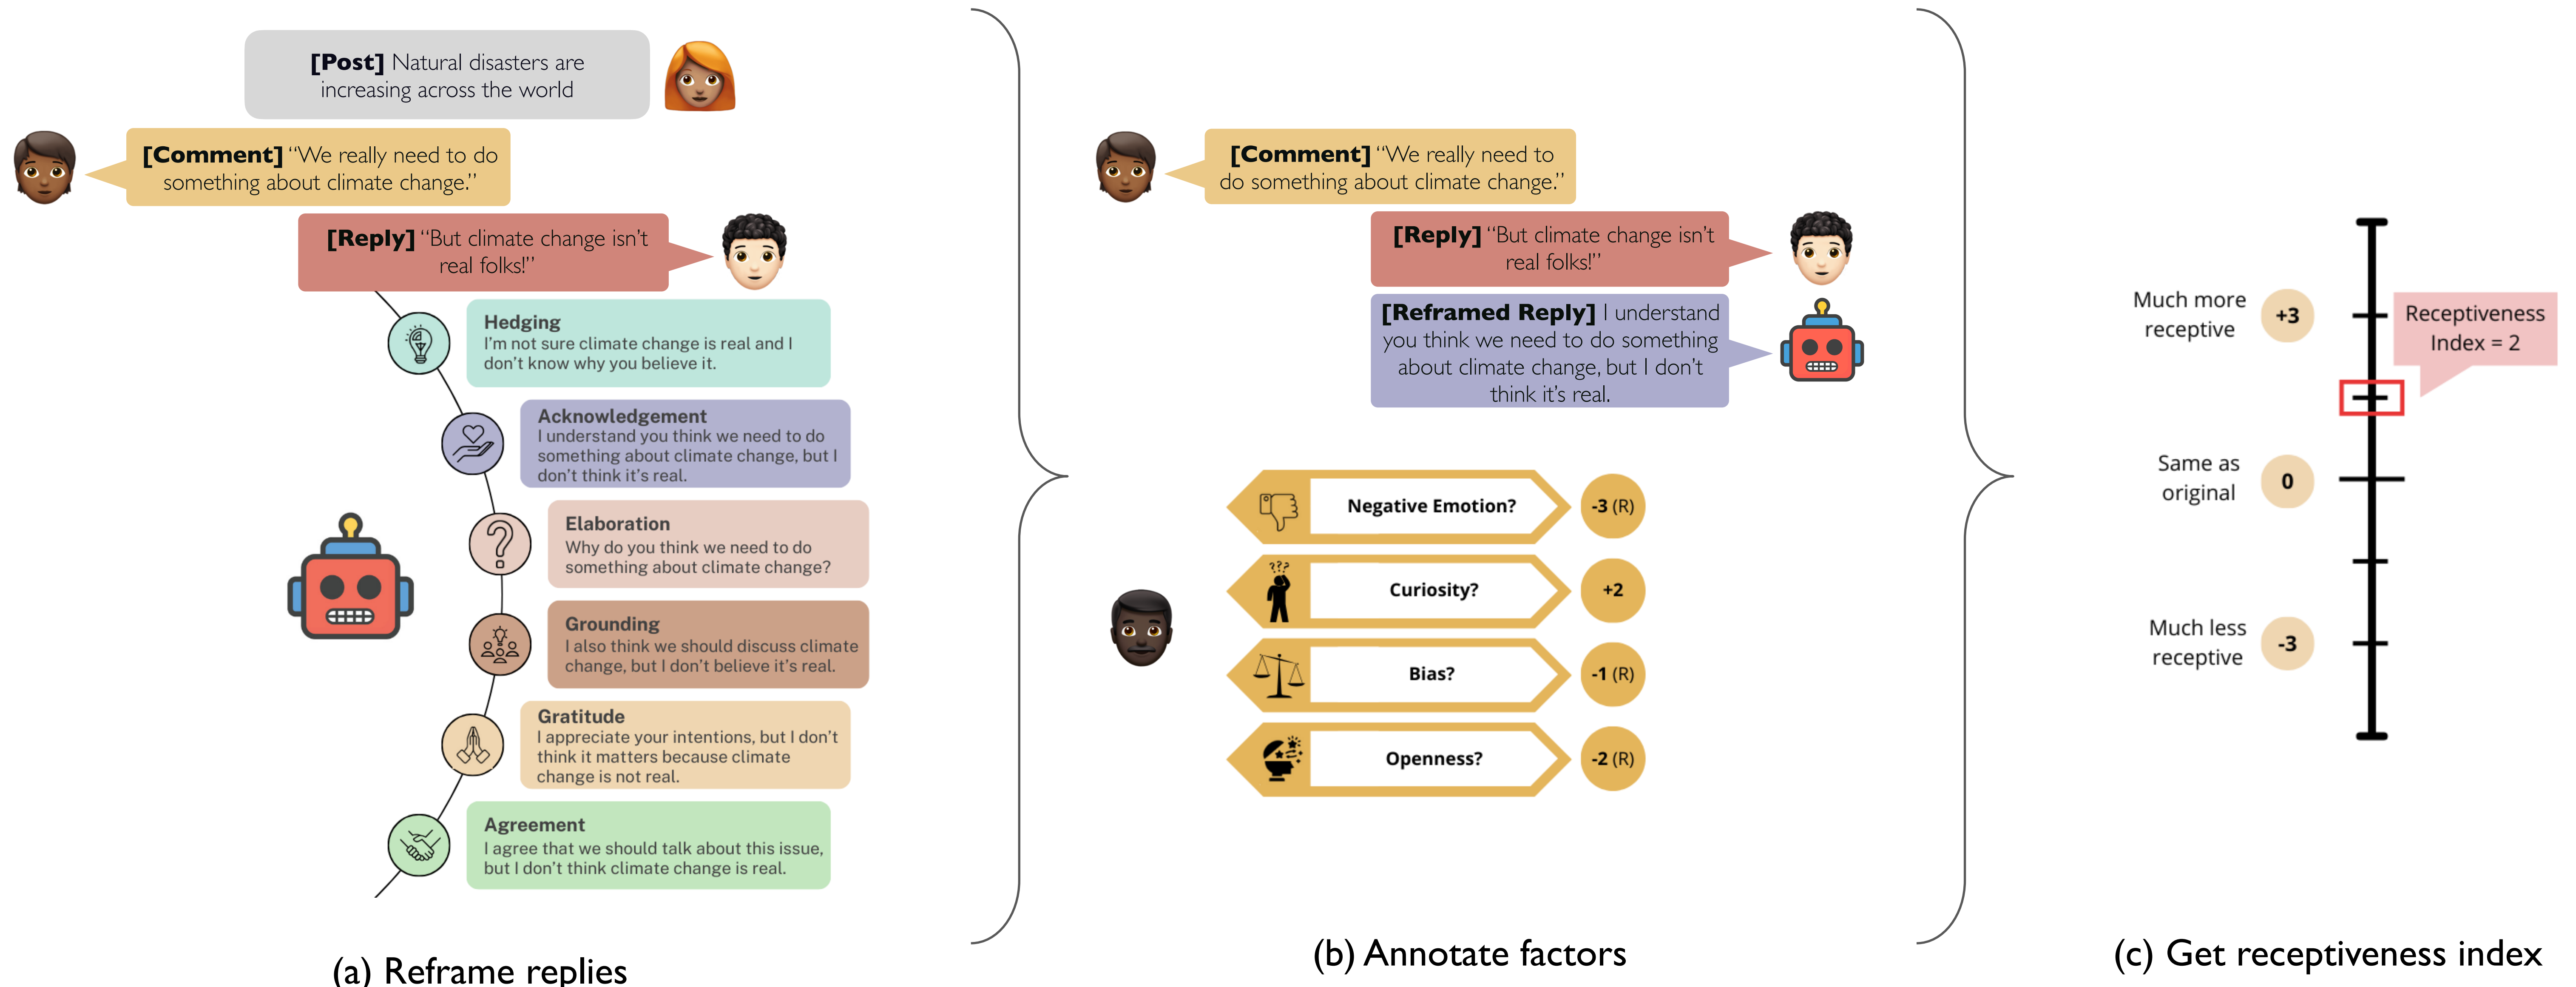 [Post] Natural disasters are
increasing across the world
[Comment] “We really need to do
something about climate change.”
[Reply] “But climate change isn’t
real folks!”
Hedging
I’m not sure climate change is real and I
don’t know why you believe it.
Acknowledgement
I understand you think we need to do
something about climate change, but I
don’t think it’s real.
Elaboration
Why do you think we need to do
something about climate change?
Grounding
I also think we should discuss climate
change, but I don’t believe it’s real.
Gratitude
I appreciate your intentions, but I don’t
think it matters because climate
change is not real.
Agreement
I agree that we should talk about this issue,
but I don’t think climate change is real.
(a) Reframe replies
[Comment] “We really need to
do something about climate change.”
[Reply] “But climate change isn’t
real folks!”
[Reframed Reply] I understand
you think we need to do something
about climate change, but I don’t
think it’s real.
Negative Emotion?
-3 (R)
???
Curiosity?
+2
Bias?
-1 (R)
Openness?
-2 (R)
(b) Annotate factors
Much more
receptive
+3
Receptiveness
Index = 2
Same as
original
0
Much less
receptive
-3
(c) Get receptiveness index